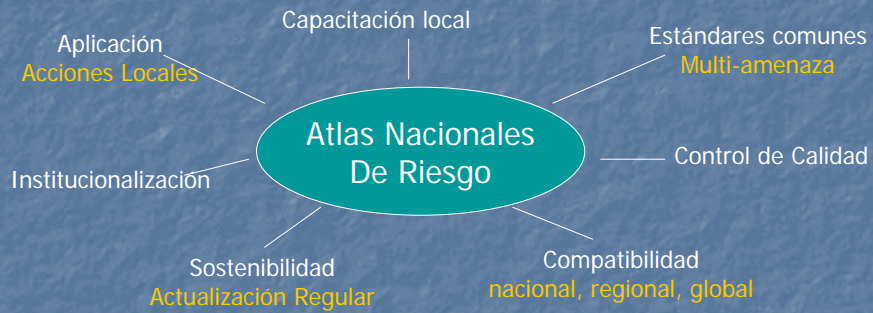 Capacitación local
Aplicación
Acciones Locales
Estándares comunes
Multi-amenaza
Atlas Nacionales
De Riesgo
Control de Calidad
Institucionalización
Sostenibilidad
Actualización Regular
Compatibilidad
nacional, regional, global